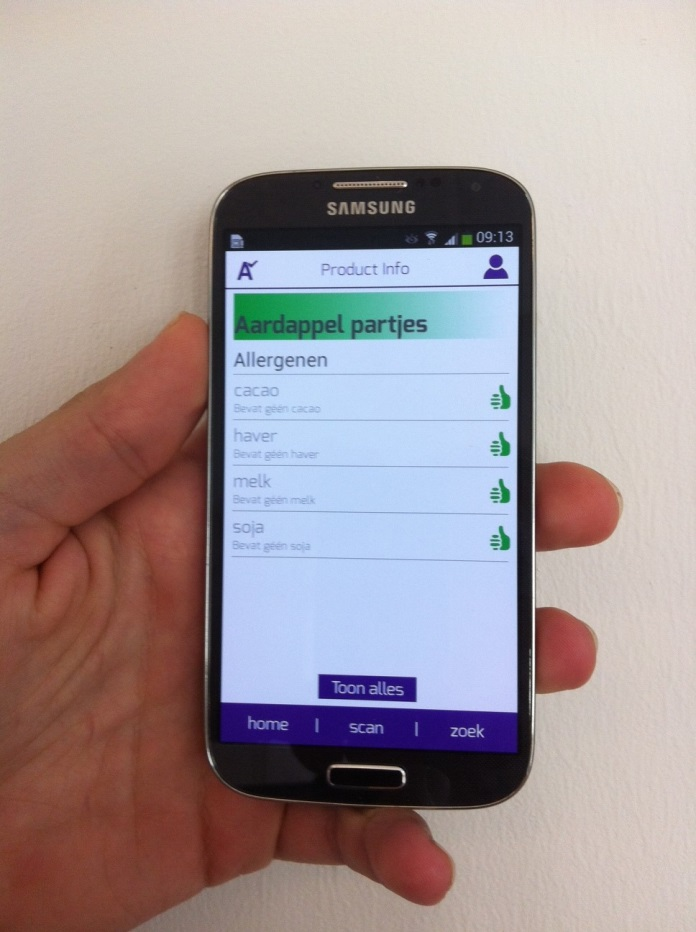 SAMSUNG
09:13
Product Info
Aardappel partjes
Allergenen
cacao
Bevat géén cacao
haver
Bevat géén haver
melk
Bevat géén melk
soja
Bevat géén soja
Toon alles
home | scan | zoek